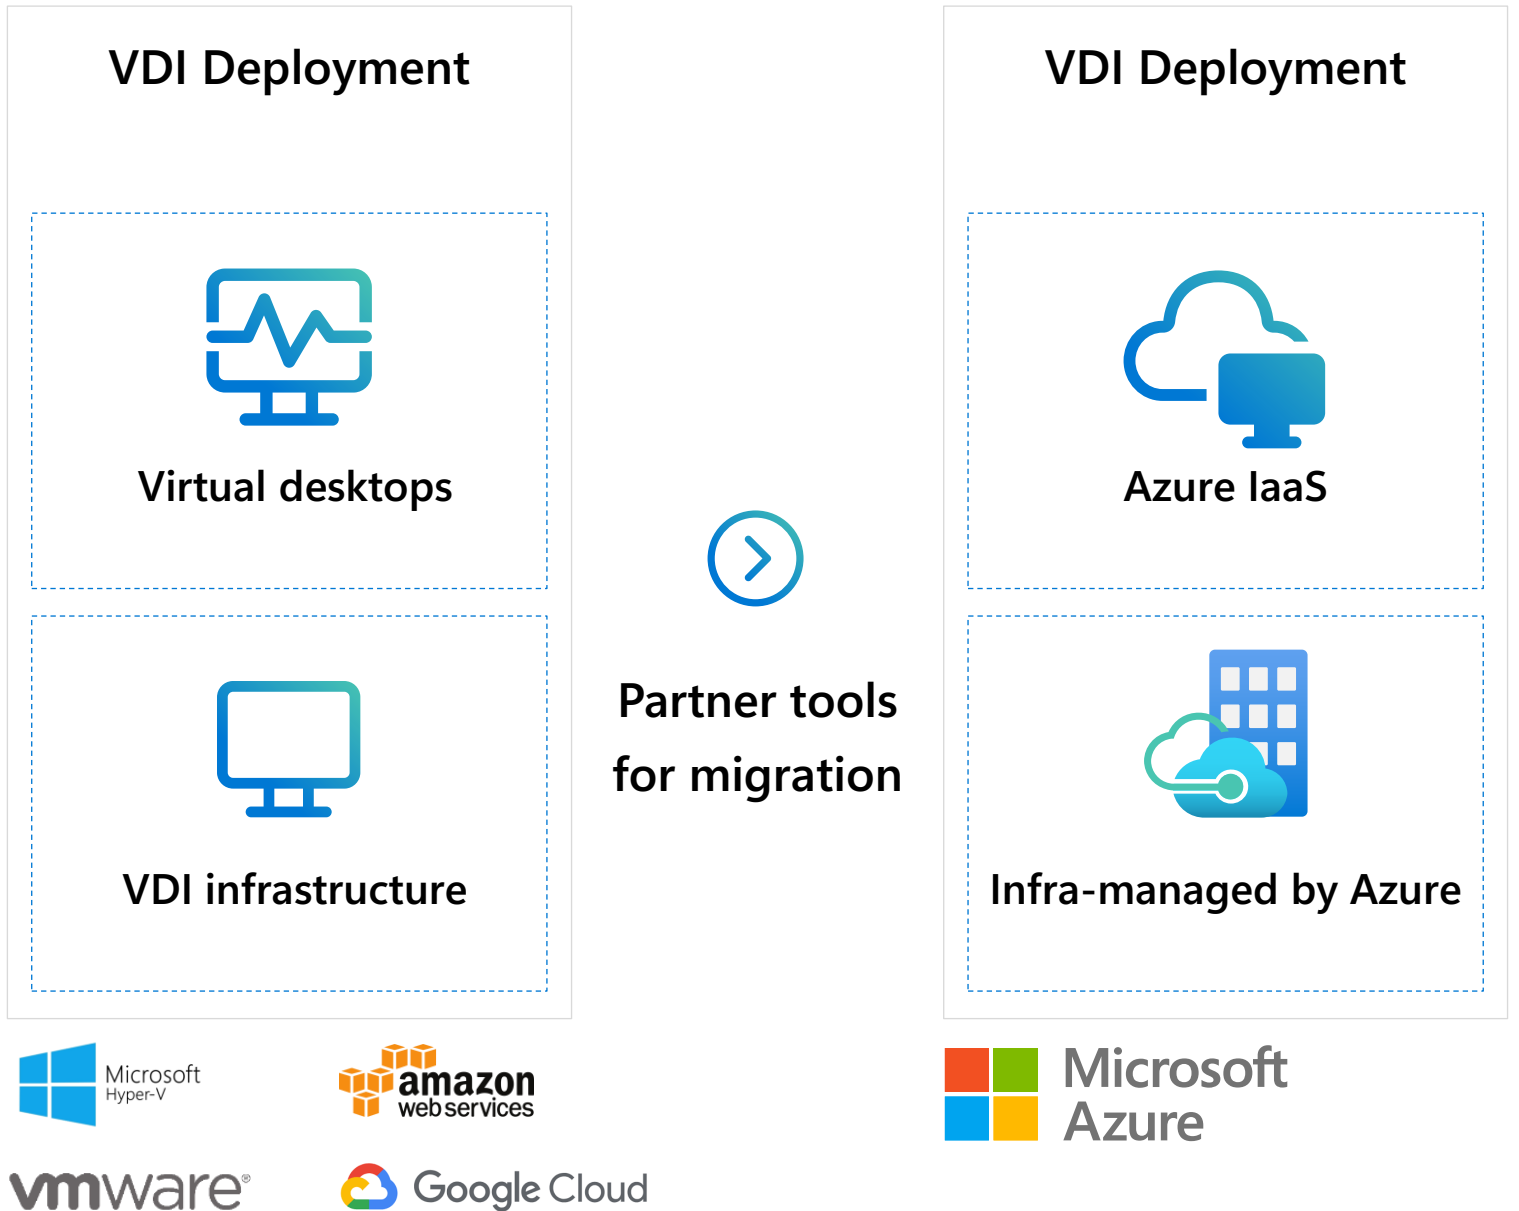 VDI Deployment
Virtual desktops
VDI infrastructure
Microsoft
Hyper-V
amazon
web services
vmware®
Google Cloud
Partner tools
for migration
VDI Deployment
Azure IaaS
Infra-managed by Azure
Microsoft
Azure